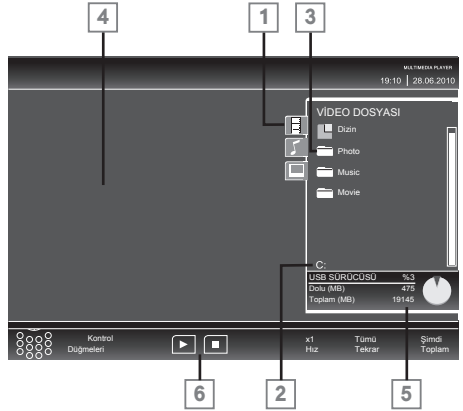 4
1
3
MULTIMEDIA PLAYER
19:10 28.06.2010
VİDEO DOSYASI
Dizin
Photo
Music
Movie
C:
USB SÜRÜCÜSÜ %3
Dolu (MB) 475
Toplam (MB) 19145
Kontrol
Düğmeleri
x1
Hız
Tümü
Tekrar
Şimdi
Toplam
6
2
5